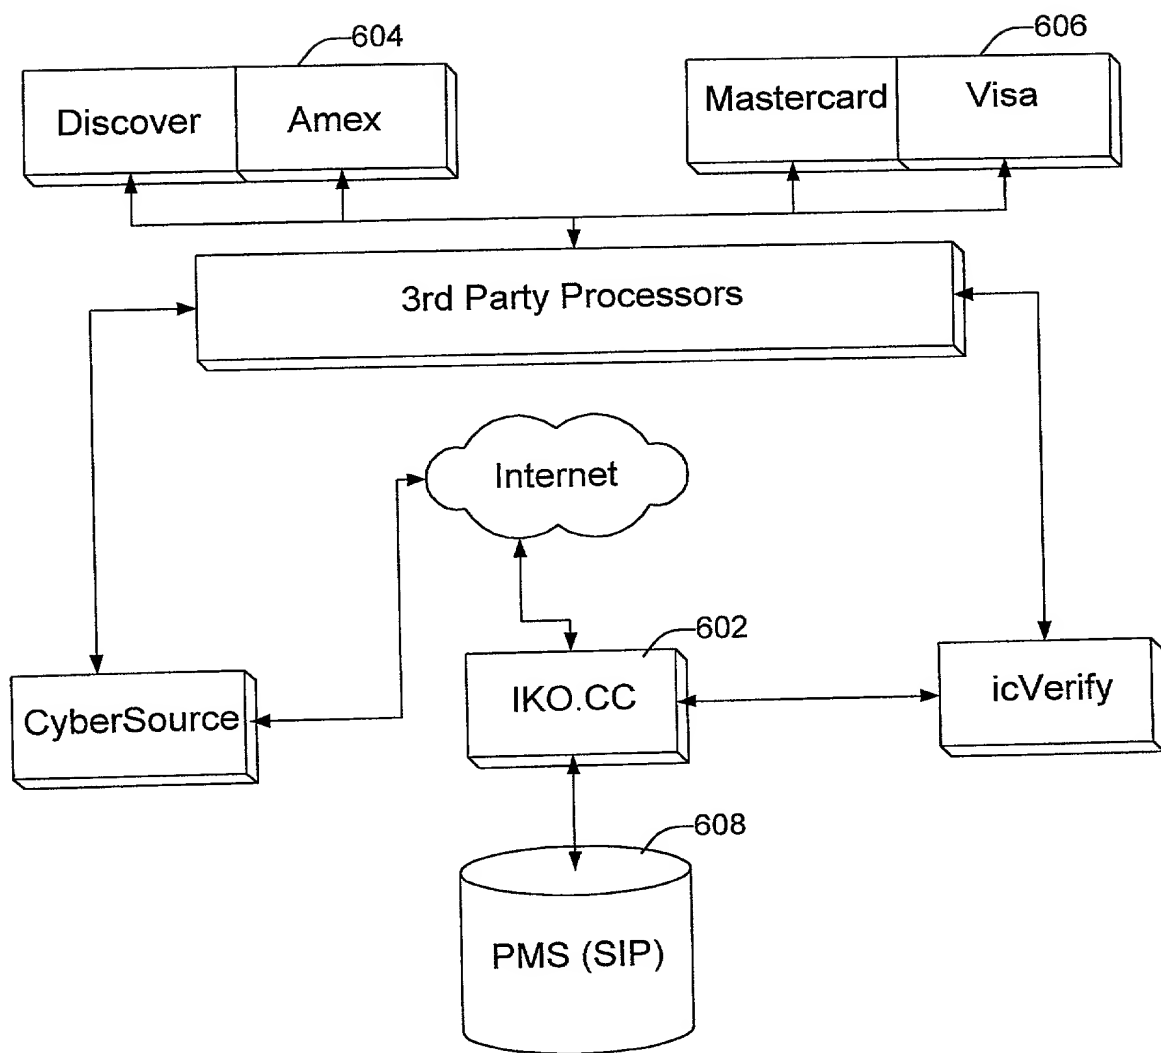 604
606
Discover
Amex
Mastercard
Visa
3rd Party Processors
Internet
602
CyberSource
IKO.CC
icVerify
608
PMS (SIP)